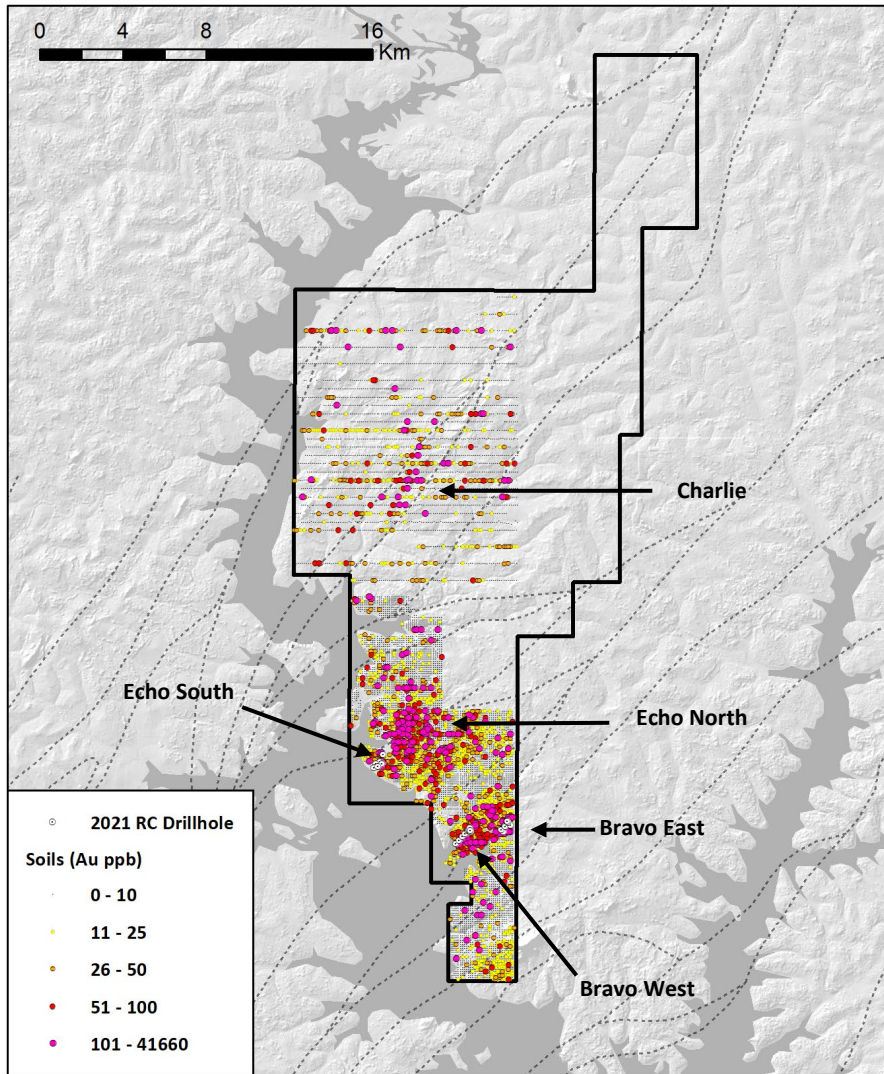 0 4 8 16
Km
Charlie
Echo South
Echo North
Bravo East
Bravo West
2021 RC Drillhole
Soils (Au ppb)
0 - 10
11 - 25
26 - 50
51 - 100
101 - 41660